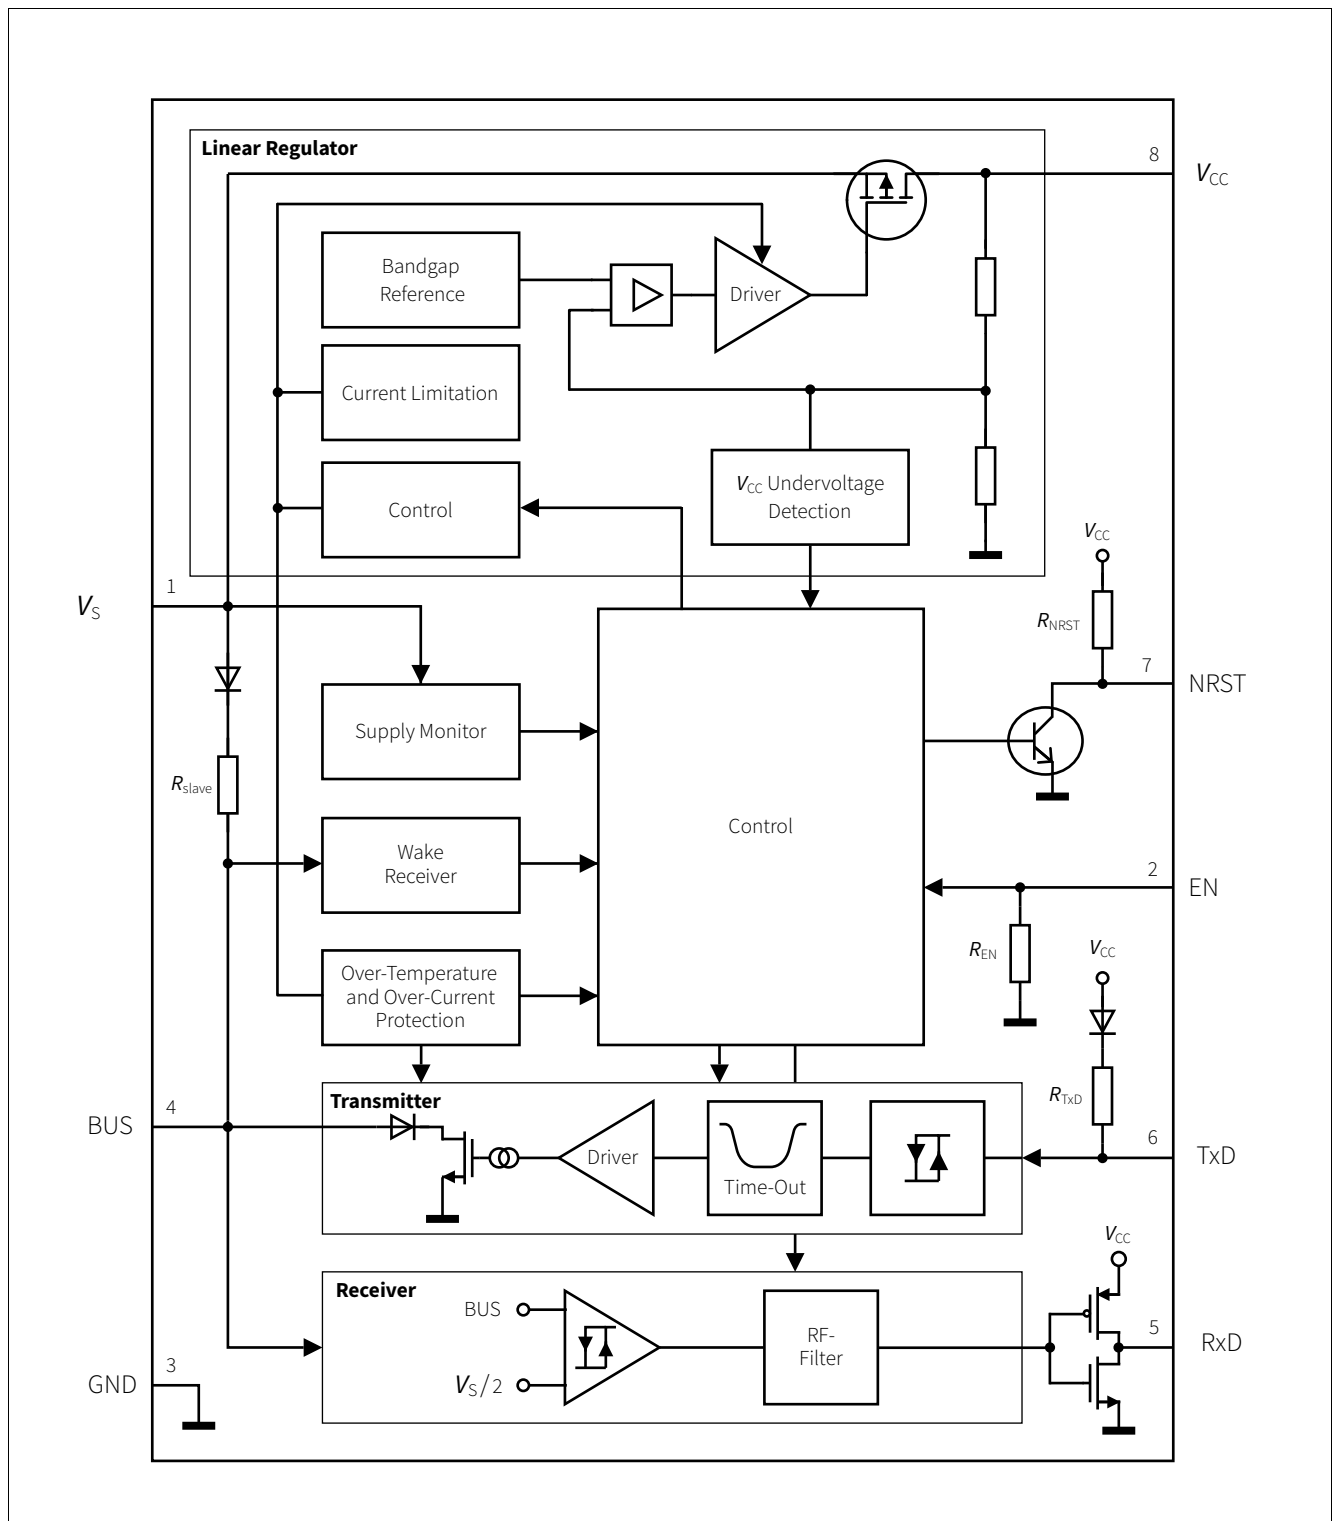 Linear Regulator
8
VCC
Bandgap
Reference
Driver
Current Limitation
VCC Undervoltage
Detection
Control
VCC
1
VS
RNRST
7
NRST
Supply Monitor
Rslave
Control
Wake
Receiver
2
EN
REN
VCC
Over-Temperature
and Over-Current
Protection
RTxD
Transmitter
4
BUS
6
TxD
Driver
Time-Out
VCC
Receiver
BUS
RF-
Filter
5
RxD
3
GND
VS/2